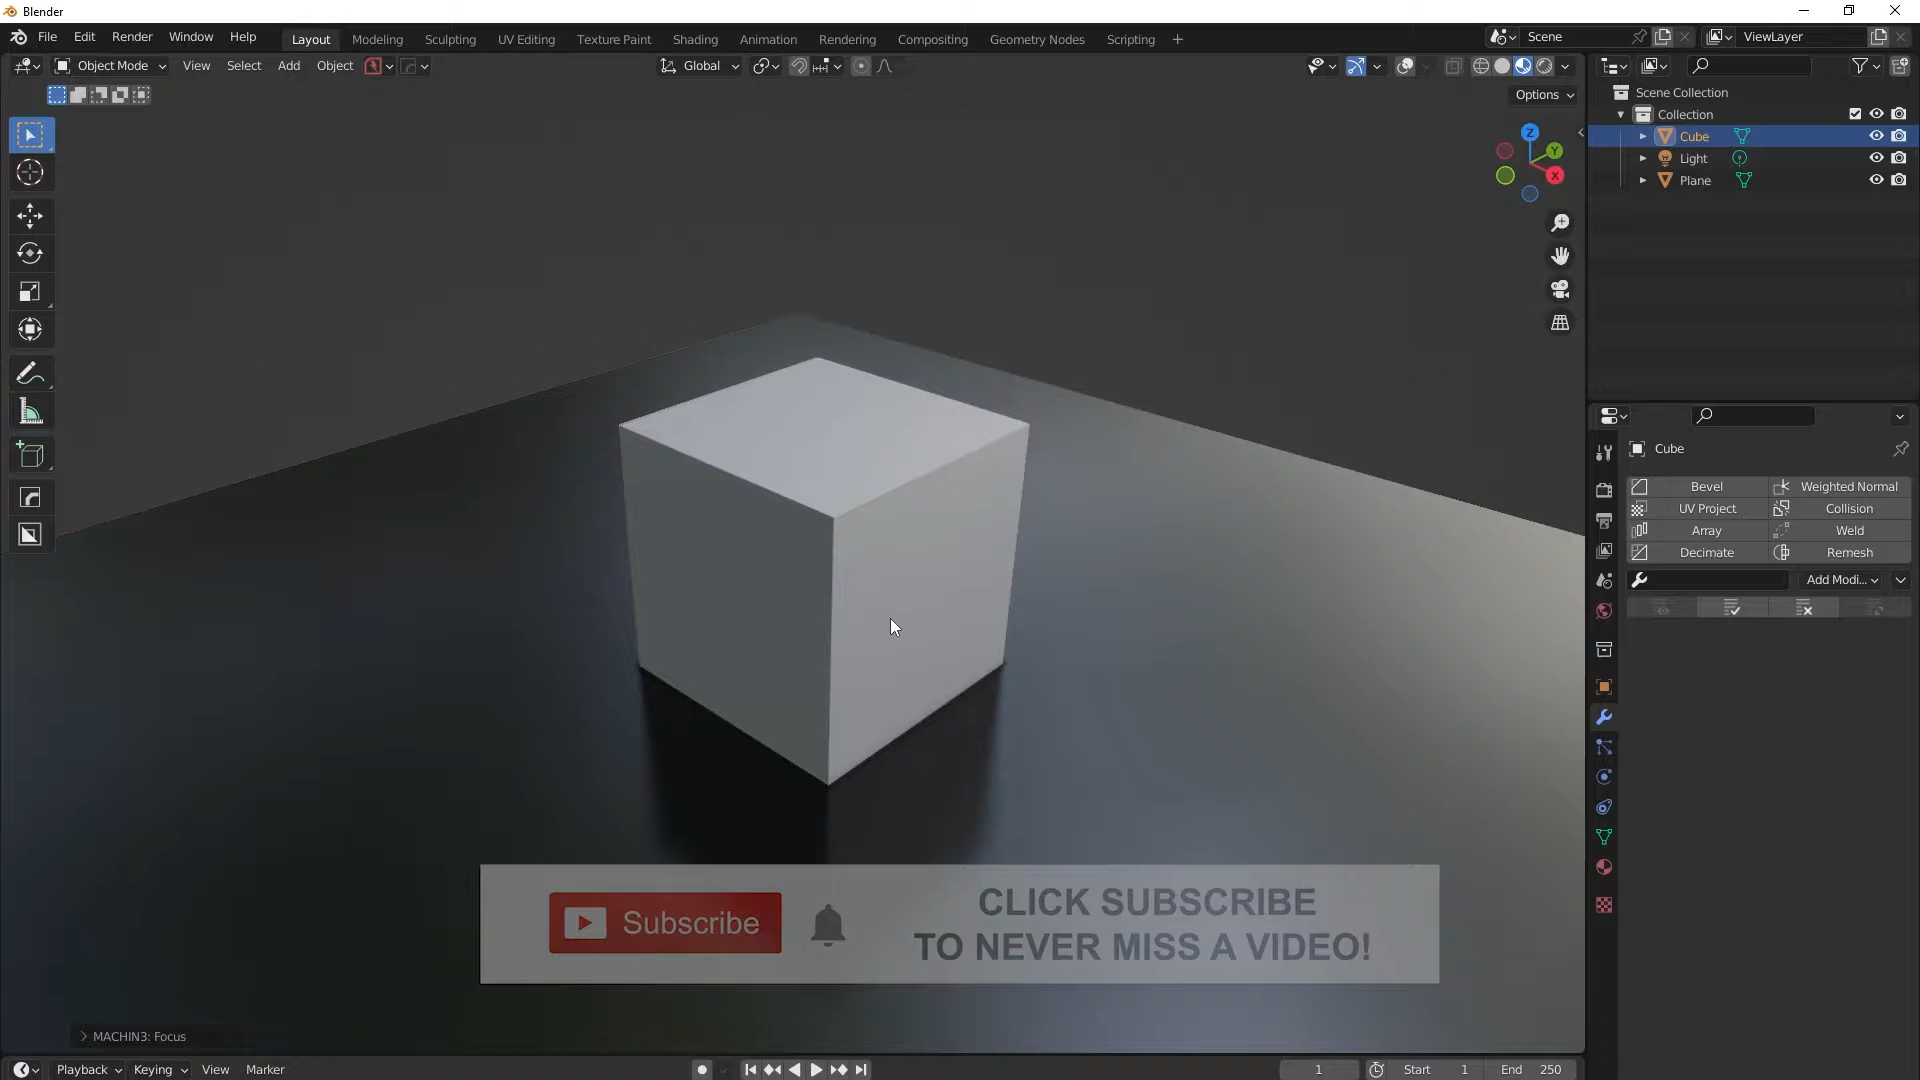 Blender
File Edit Render Window Help Layout Modeling Sculpting UV Editing Texture Paint Shading Animation Rendering Compositing Geometry Nodes Scripting + Scene ViewLayer
Object Mode View Select Add Object Global
Options
Z
Y
X
Scene Collection
Collection
Cube
Light
Plane
Cube
Bevel Weighted Normal
UV Project Collision
Array Weld
Decimate Remesh
Add Modi...
Subscribe
CLICK SUBSCRIBE
TO NEVER MISS A VIDEO!
MACHIN3: Focus
Playback Keying View Marker 1 Start 1 End 250